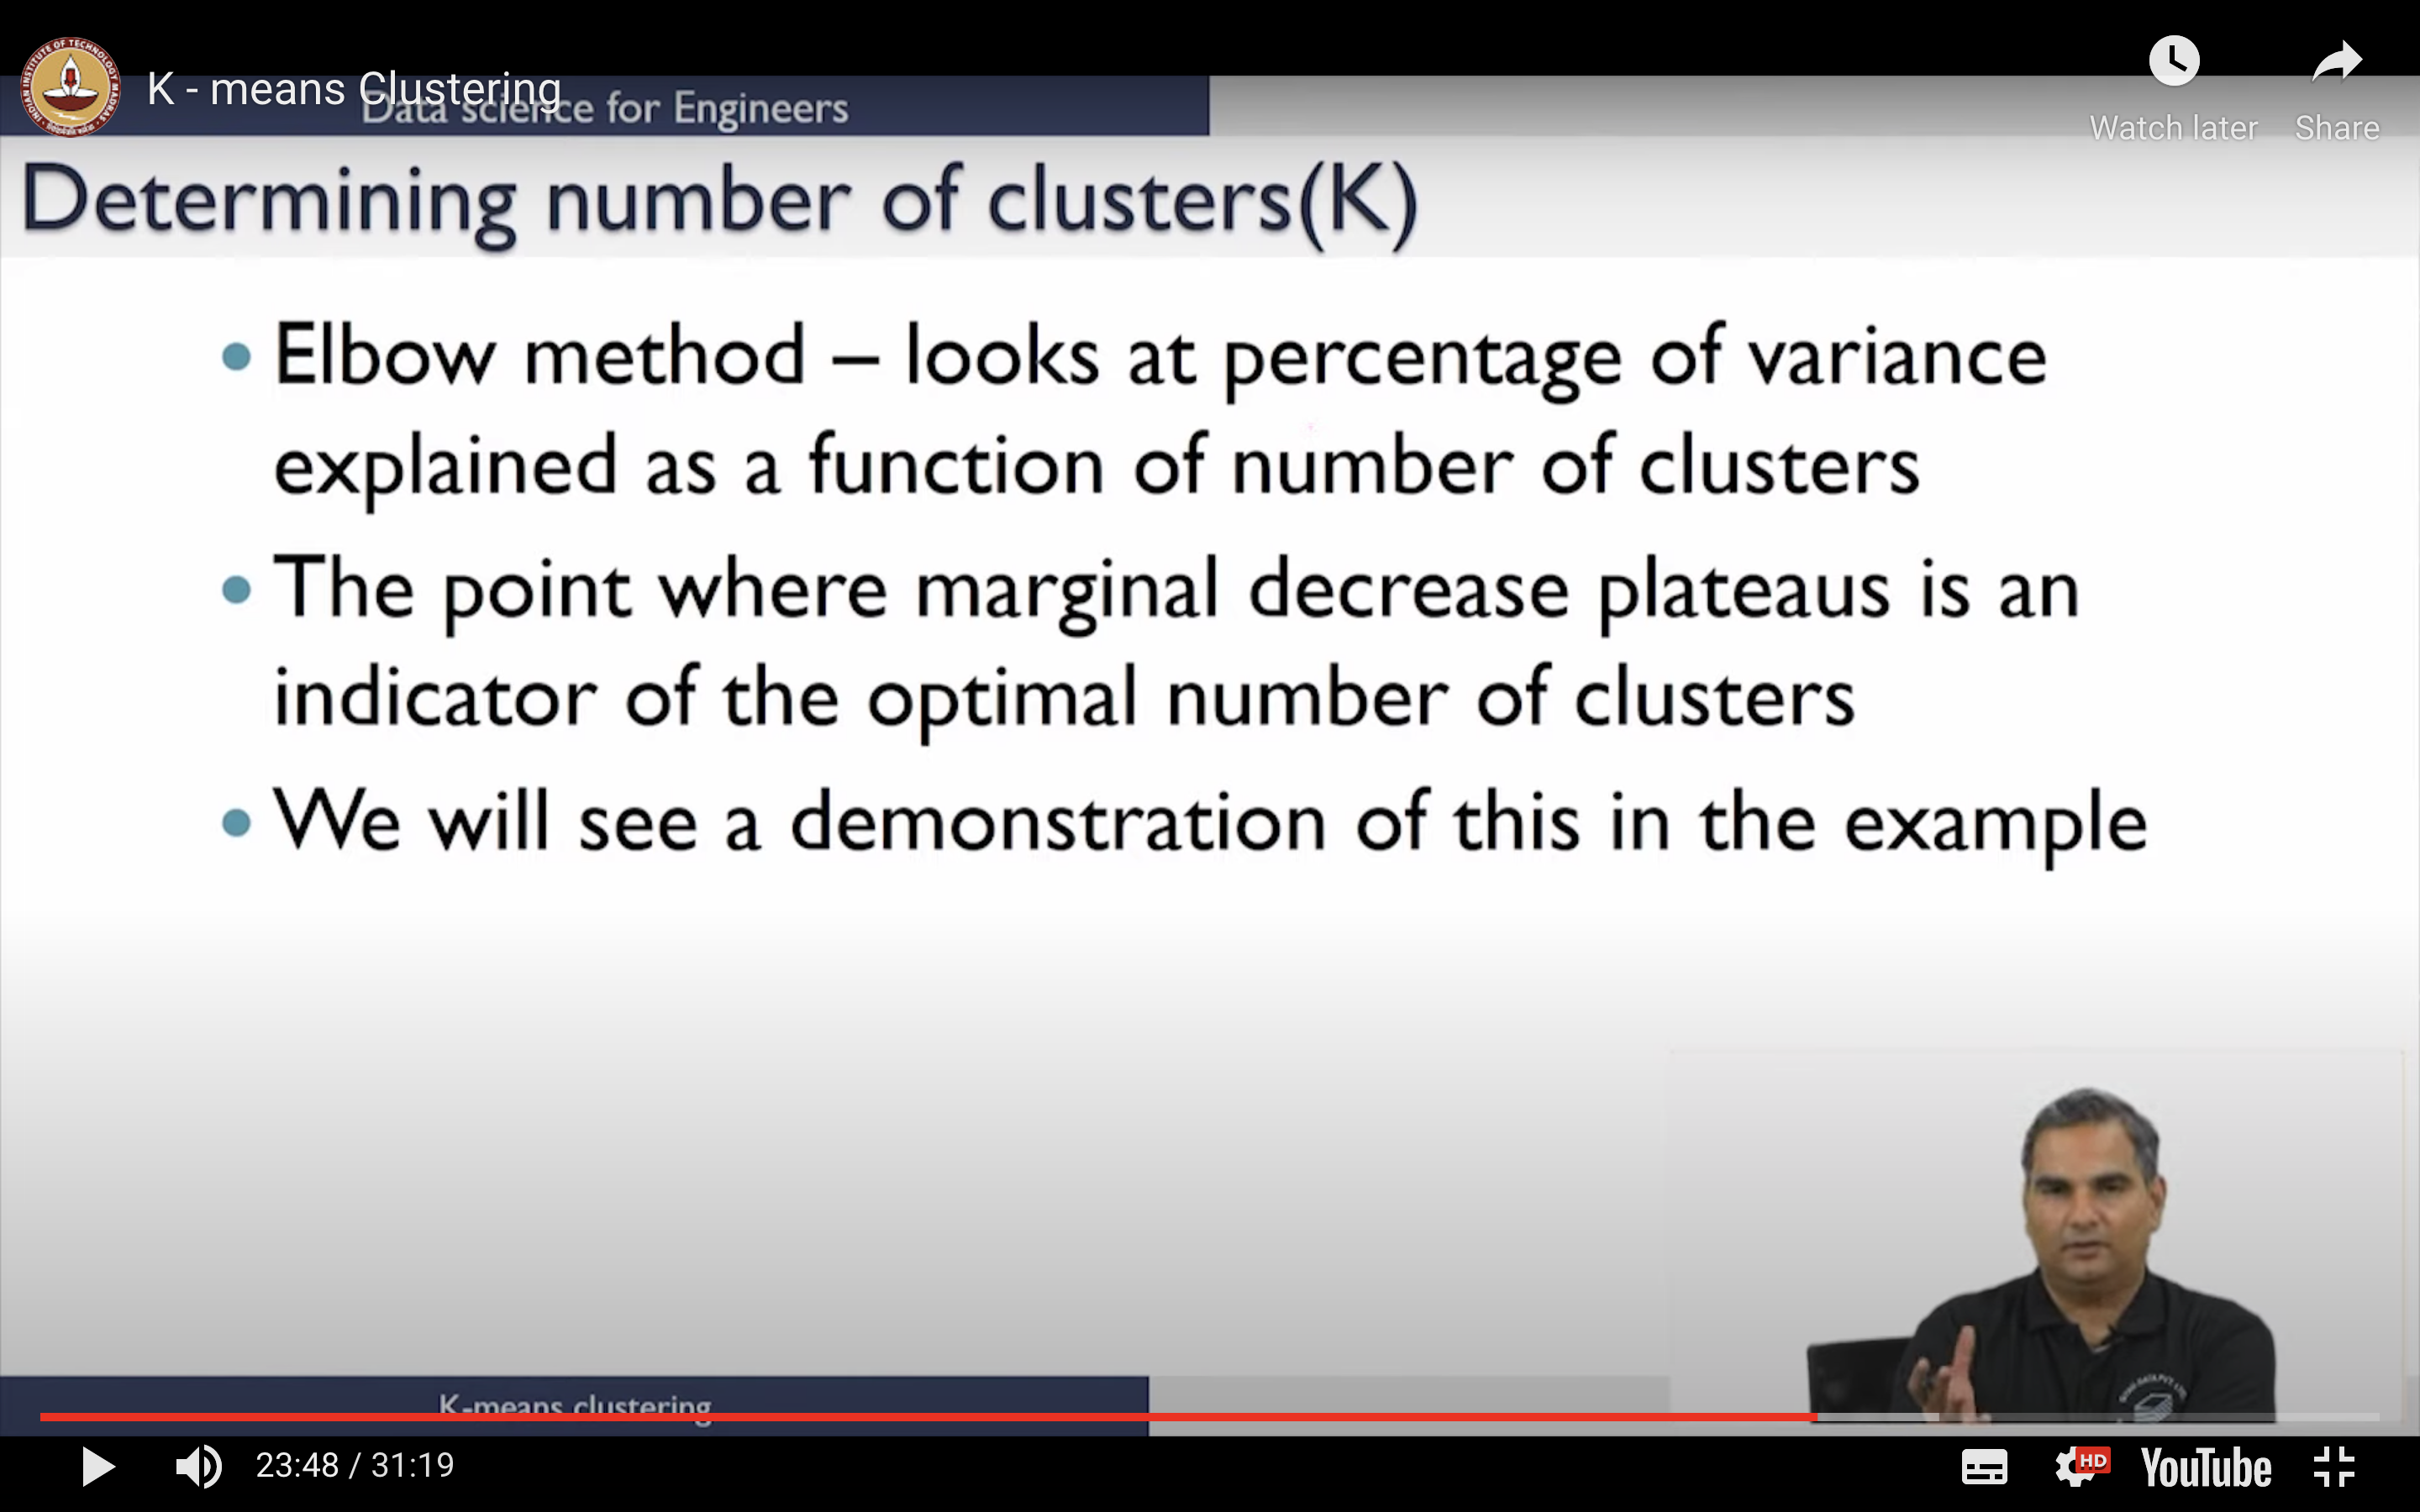 K - means Clustering
Data science for Engineers
Watch later
Share
Determining number of clusters(K)
Elbow method – looks at percentage of variance
explained as a function of number of clusters
The point where marginal decrease plateaus is an
indicator of the optimal number of clusters
We will see a demonstration of this in the example
K-means clustering
23:48 / 31:19
HD
YouTube